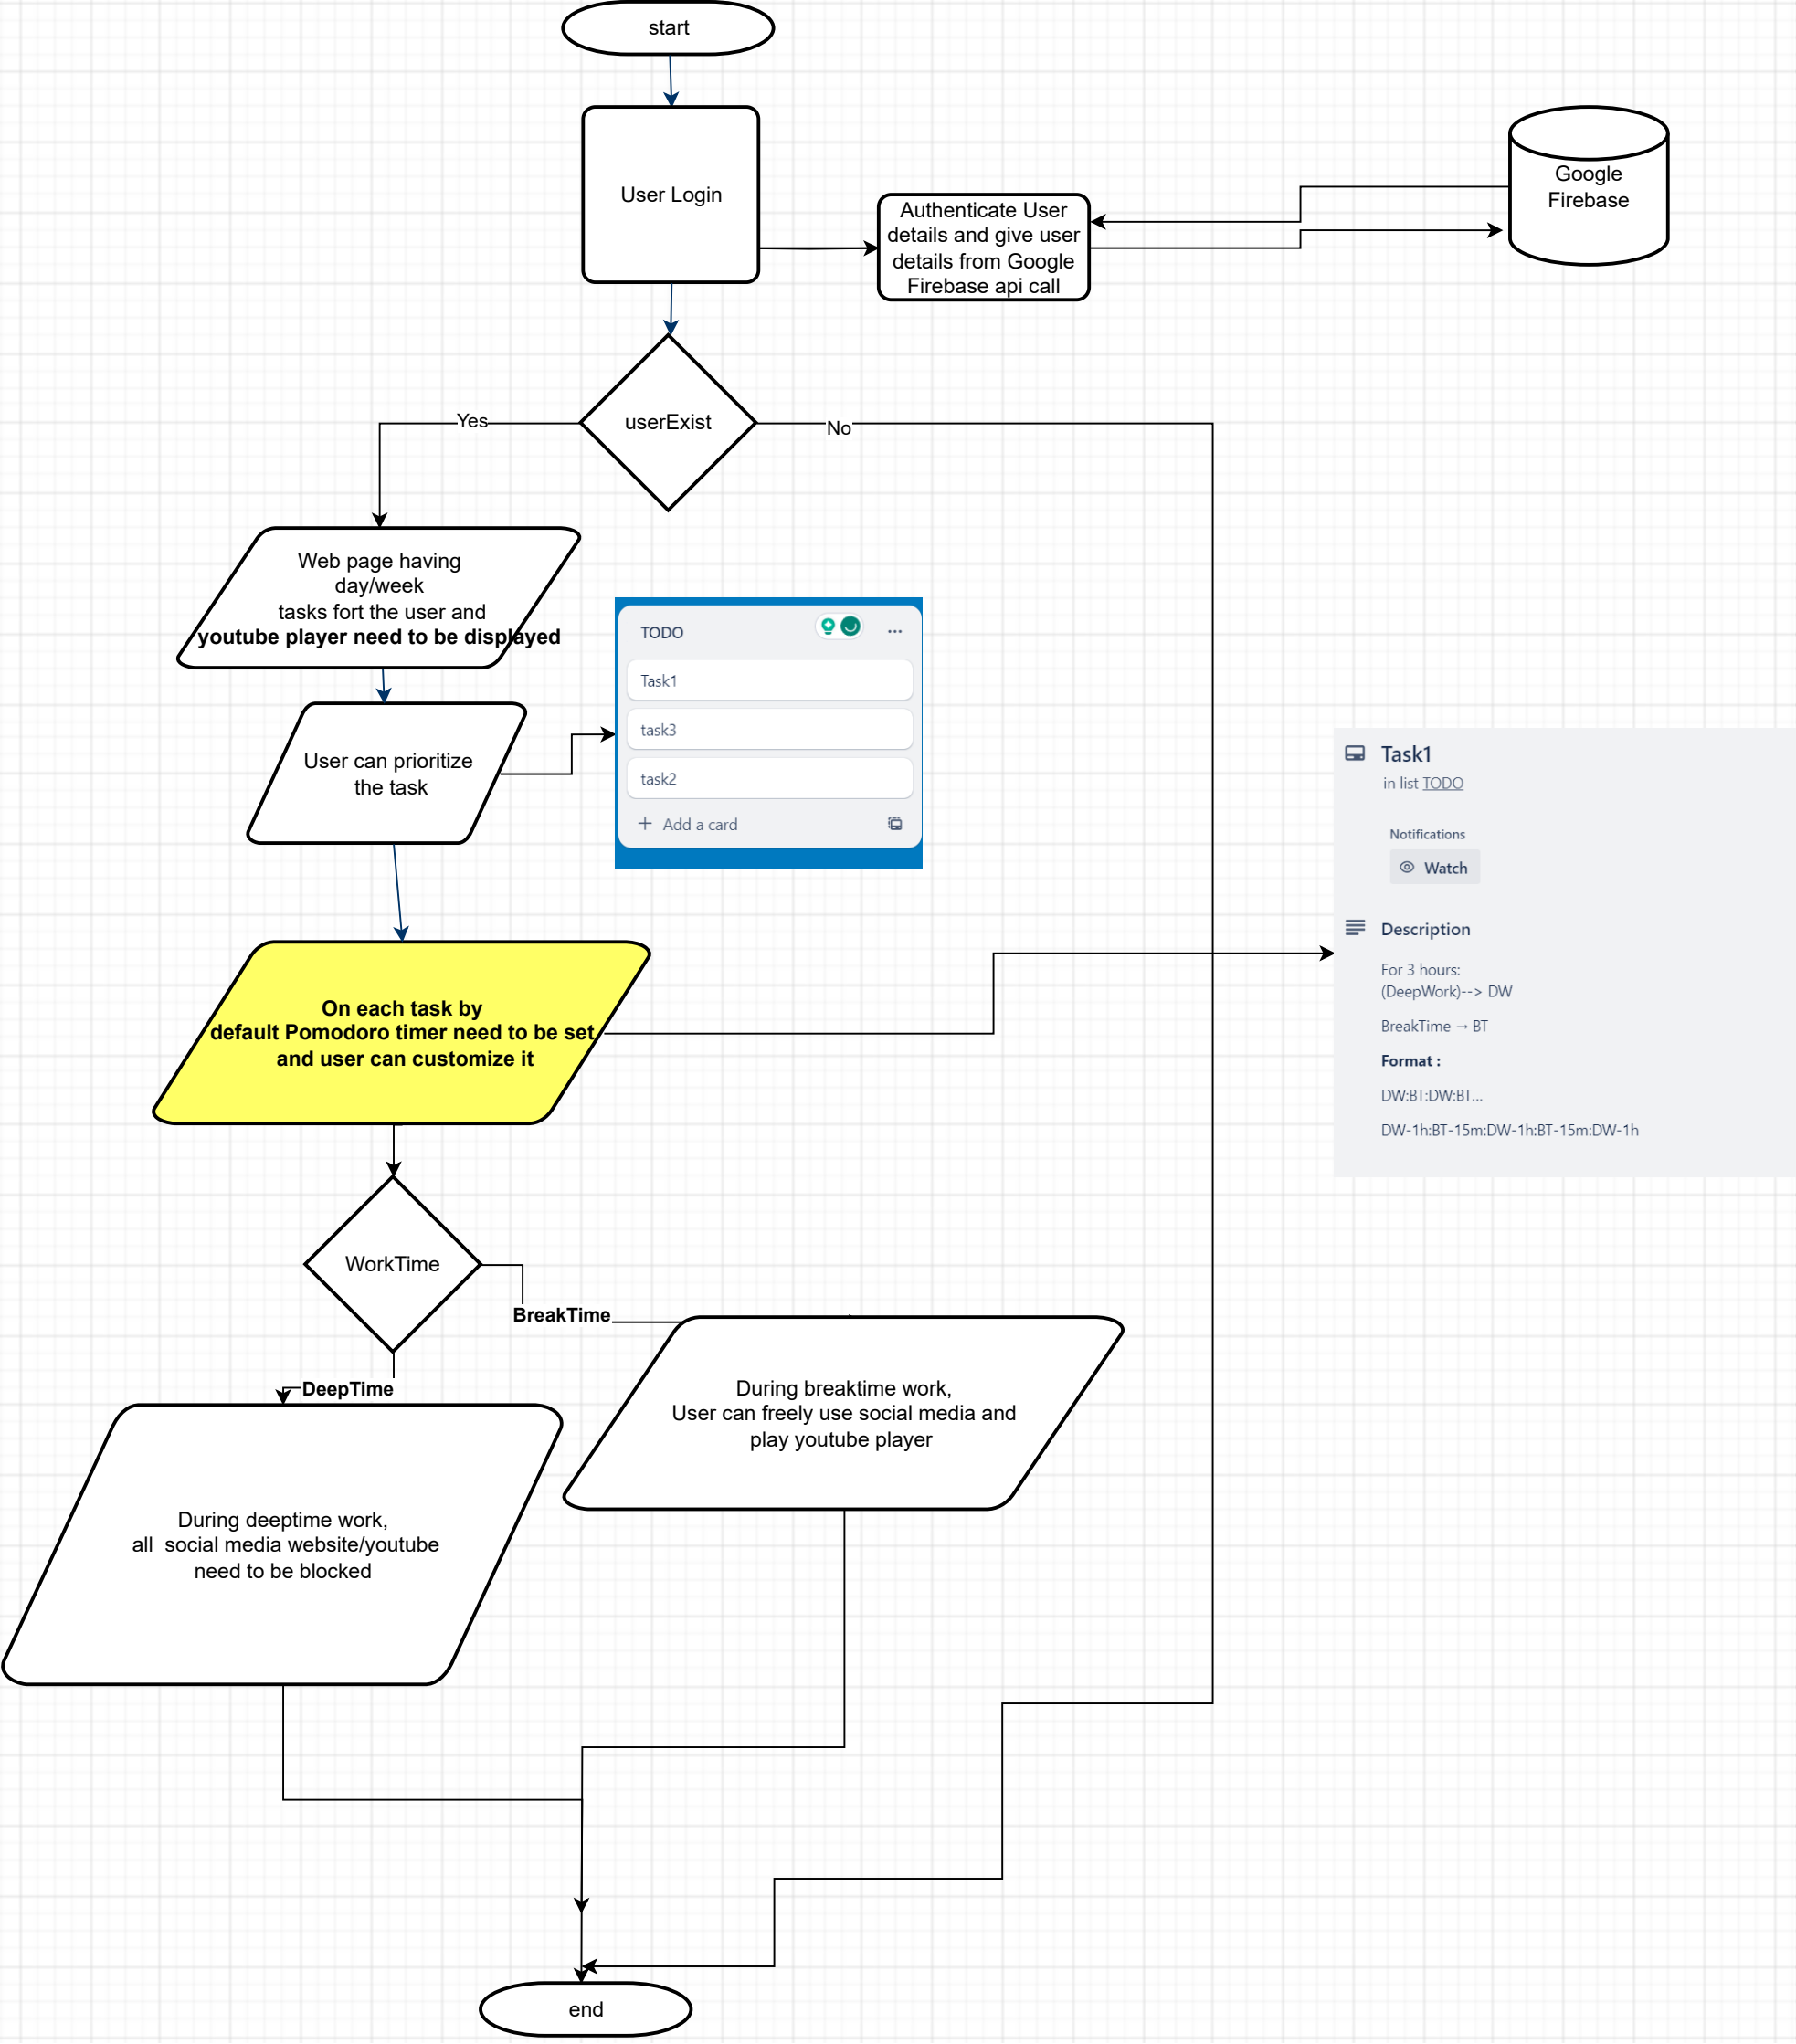 start
User Login
Authenticate User
details and give user
details from Google
Firebase api call
Google
Firebase
userExist
Yes
No
Web page having
day/week
tasks fort the user and
youtube player need to be displayed
User can prioritize
the task
TODO
Task1
task3
task2
+ Add a card
Task1
in list TODO
Notifications
Watch
Description
For 3 hours:
(DeepWork)--> DW
BreakTime → BT
Format :
DW:BT:DW:BT...
DW-1h:BT-15m:DW-1h:BT-15m:DW-1h
On each task by
default Pomodoro timer need to be set
and user can customize it
WorkTime
BreakTime
DeepTime
During breaktime work,
User can freely use social media and
play youtube player
During deeptime work,
all  social media website/youtube
need to be blocked
end